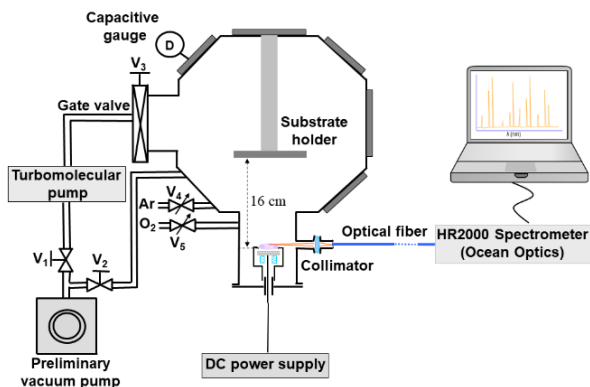 Capacitive
gauge
D
V3
Gate valve
Substrate
holder
Turbomolecular
pump
V4
Ar
O2
V5
16 cm
Optical fiber
HR2000 Spectrometer
(Ocean Optics)
Collimator
V1
V2
DC power supply
Preliminary
vacuum pump
λ (nm)